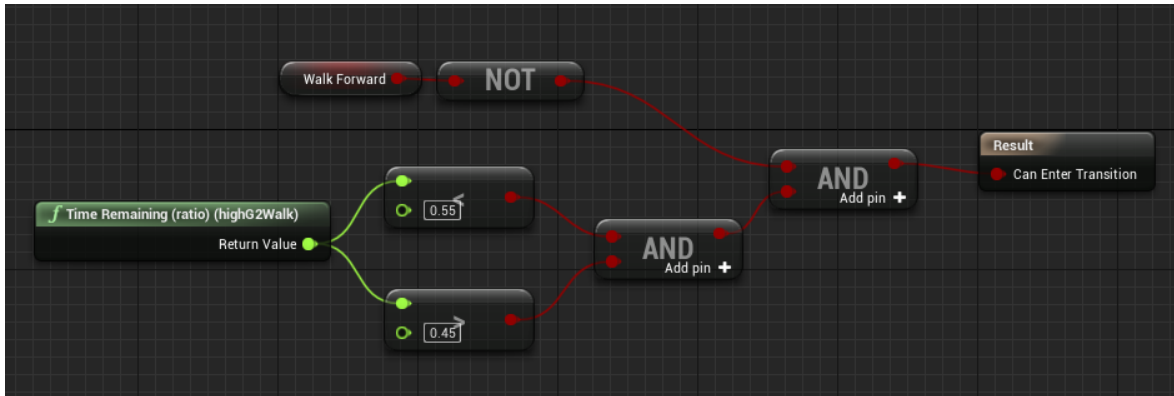 Walk Forward
NOT
Result
Can Enter Transition
AND
Add pin +
<
0.55
f Time Remaining (ratio) (highG2Walk)
Return Value
AND
Add pin +
>
0.45